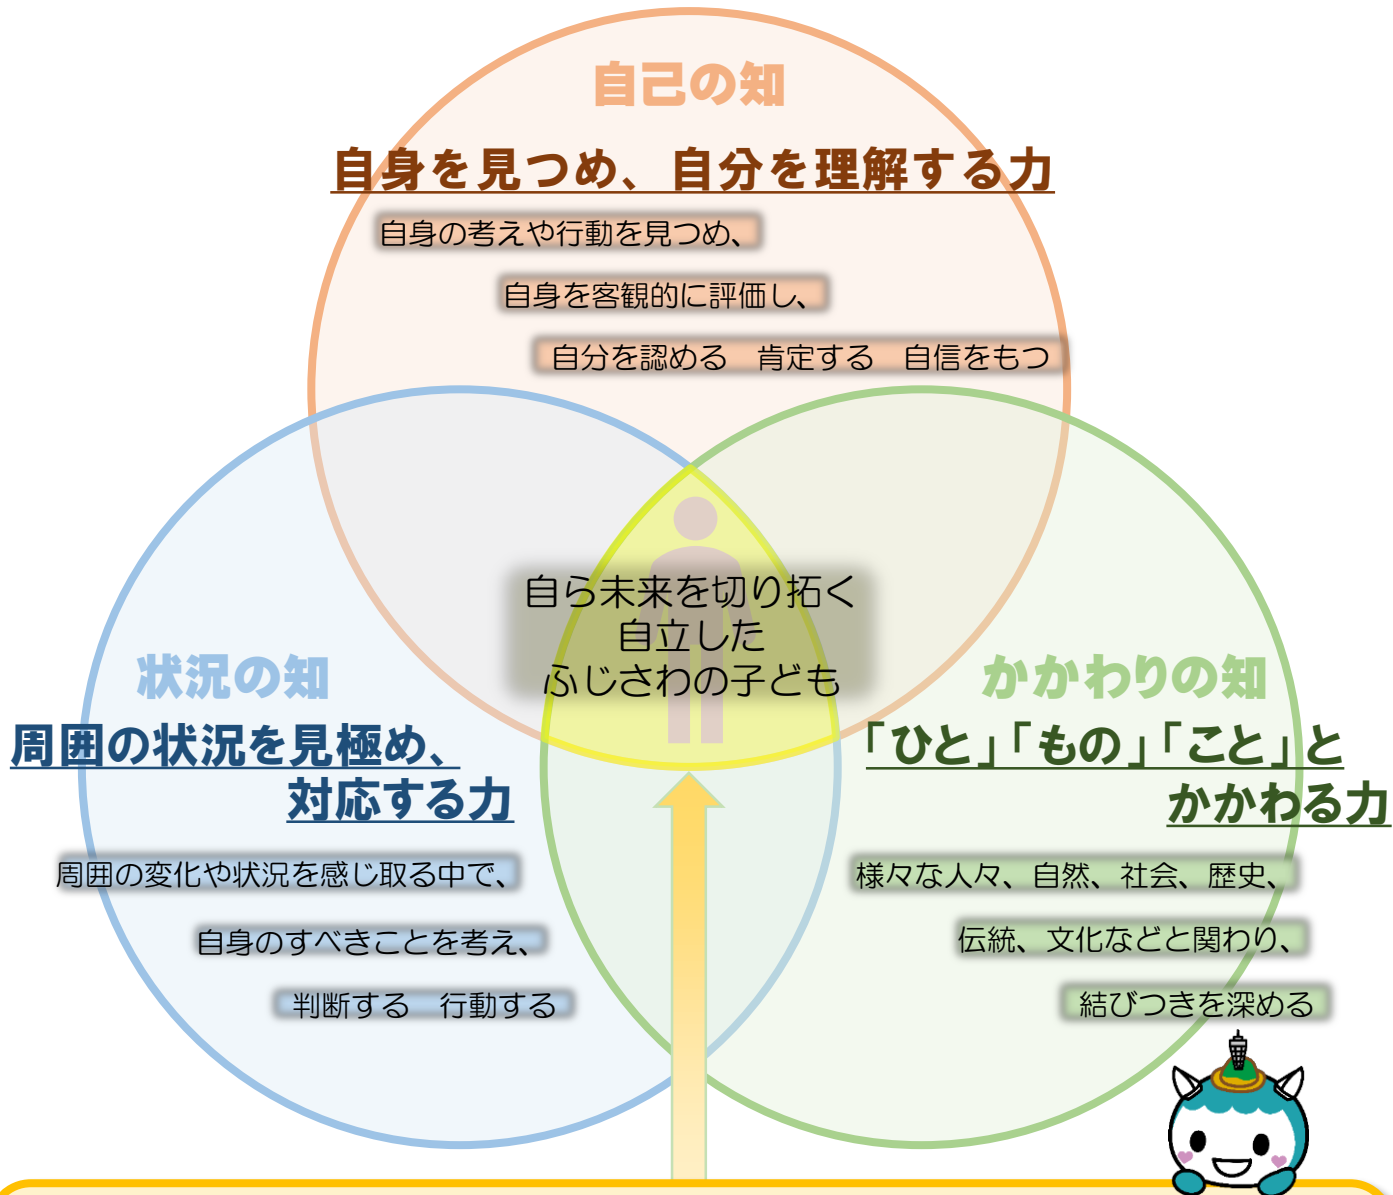 自己の知
自身を見つめ、自分を理解する力
自身の考えや行動を見つめ、
自身を客観的に評価し、
自分を認める　肯定する　自信をもつ
自ら未来を切り拓く
自立した
ふじさわの子ども
状況の知
周囲の状況を見極め、
対応する力
周囲の変化や状況を感じ取る中で、
自身のすべきことを考え、
判断する　行動する
かかわりの知
「ひと」「もの」「こと」と
かかわる力
様々な人々、自然、社会、歴史、
伝統、文化などと関わり、
結びつきを深める